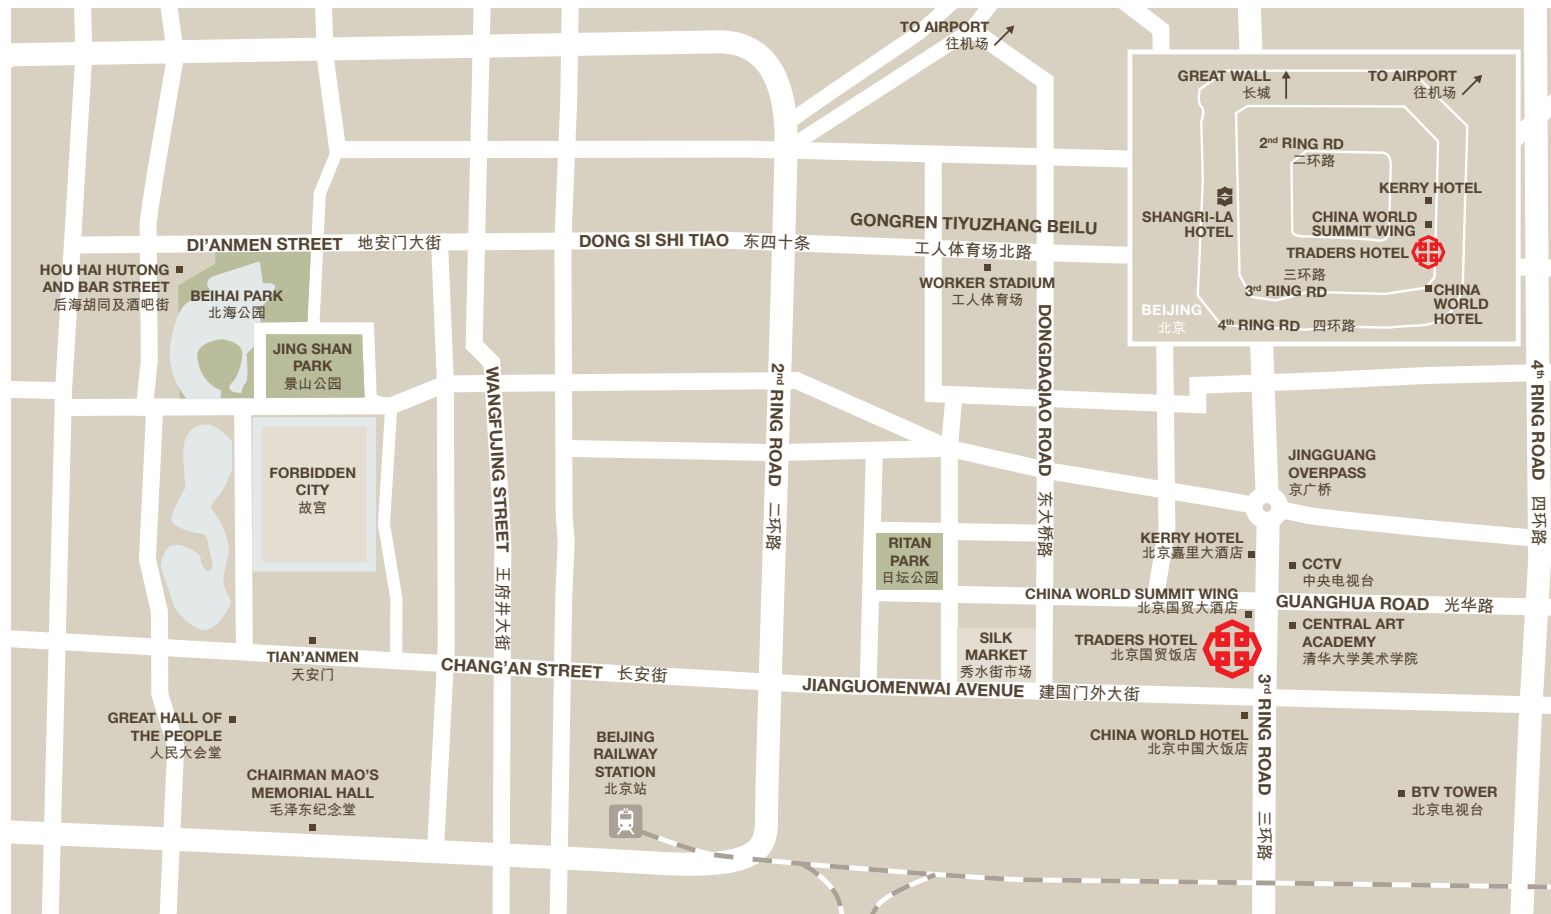 TO AIRPORT
往机场
GREAT WALL
长城
TO AIRPORT
往机场
2nd RING RD
二环路
KERRY HOTEL
SHANGRI-LA
HOTEL
CHINA WORLD
SUMMIT WING
TRADERS HOTEL
三环路
3rd RING RD
CHINA
WORLD
HOTEL
BEIJING
北京
4th RING RD 四环路
DI'ANMEN STREET 地安门大街
DONG SI SHI TIAO 东四十条
GONGREN TIYUZHANG BEILU
工人体育场北路
WORKER STADIUM
工人体育场
HOU HAI HUTONG
AND BAR STREET
后海胡同及酒吧街
BEIHAI PARK
北海公园
JING SHAN
PARK
景山公园
FORBIDDEN
CITY
故宫
WANGFUJING STREET 王府井大街
2nd RING ROAD 二环路
DONGDAQIAO ROAD 东大桥路
4th RING ROAD 四环路
JINGGUANG
OVERPASS
京广桥
RITAN
PARK
日坛公园
KERRY HOTEL
北京嘉里大酒店
CCTV
中央电视台
CHINA WORLD SUMMIT WING
北京国贸大酒店
GUANGHUA ROAD 光华路
CENTRAL ART
ACADEMY
清华大学美术学院
TRADERS HOTEL
北京国贸饭店
SILK
MARKET
秀水街市场
TIAN'ANMEN
天安门
CHANG'AN STREET 长安街
JIANGUOMENWAI AVENUE 建国门外大街
3rd RING ROAD 三环路
GREAT HALL OF
THE PEOPLE
人民大会堂
CHINA WORLD HOTEL
北京中国大饭店
BEIJING
RAILWAY
STATION
北京站
CHAIRMAN MAO'S
MEMORIAL HALL
毛泽东纪念堂
BTV TOWER
北京电视台